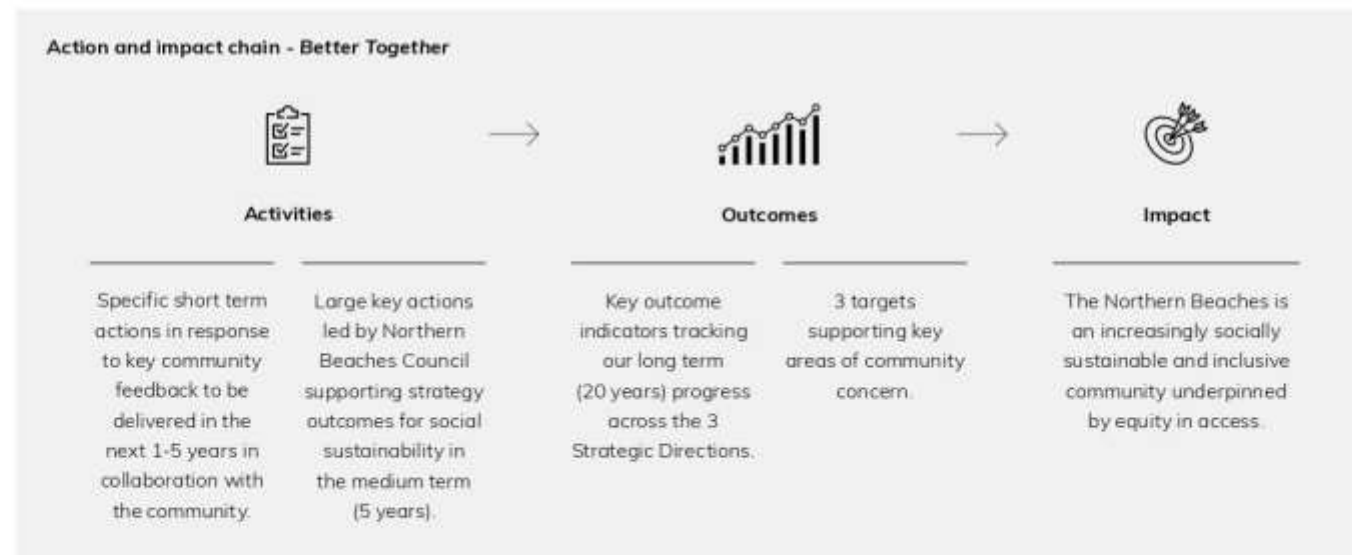 Action and impact chain - Better Together
Activities
Specific short term
actions in response
to key community
feedback to be
delivered in the
next 1-5 years in
collaboration with
the community.
Large key actions
led by Northern
Beaches Council
supporting strategy
outcomes for social
sustainability in
the medium term
(5 years).
Outcomes
Key outcome
indicators tracking
our long term
(20 years) progress
across the 3
Strategic Directions.
3 targets
supporting key
areas of community
concern.
Impact
The Northern Beaches is
an increasingly socially
sustainable and inclusive
community underpinned
by equity in access.